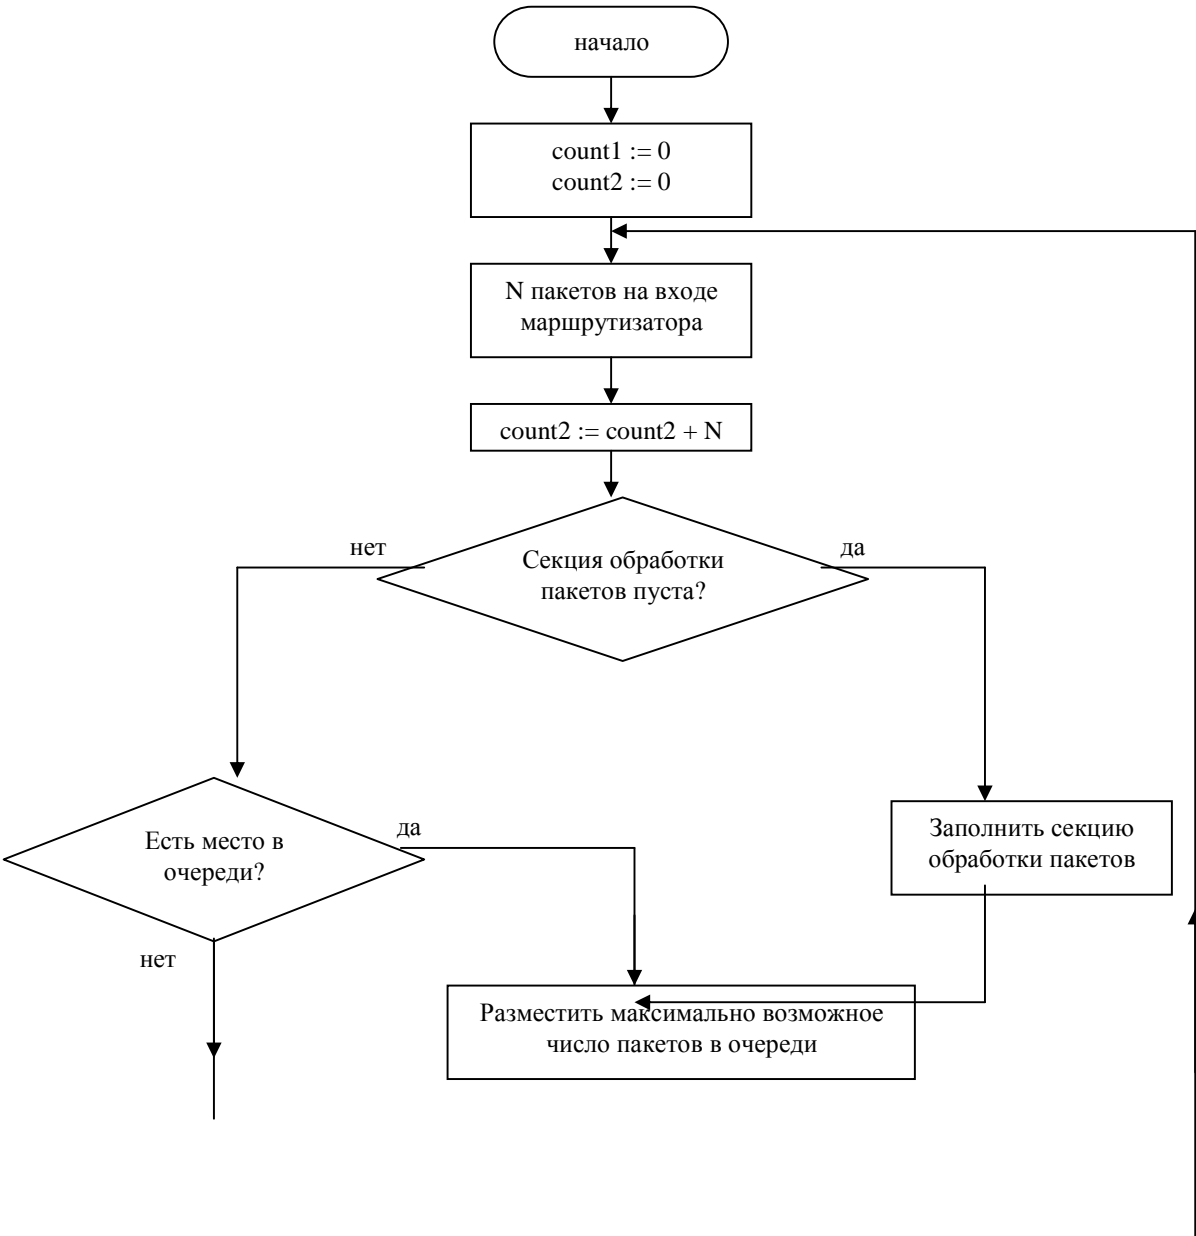 начало
count1 := 0
count2 := 0
N пакетов на входе
маршрутизатора
count2 := count2 + N
нет
да
Секция обработки
пакетов пуста?
Есть место в
очереди?
да
нет
Заполнить секцию
обработки пакетов
Разместить максимально возможное
число пакетов в очереди